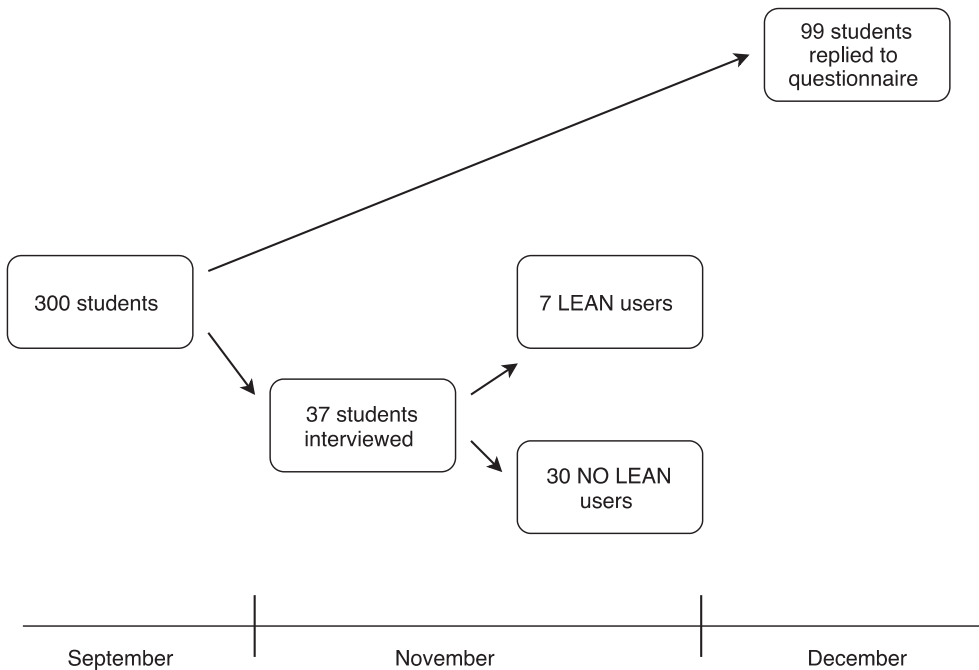 99 students
replied to
questionnaire
300 students
7 LEAN users
37 students
interviewed
30 NO LEAN
users
September
November
December